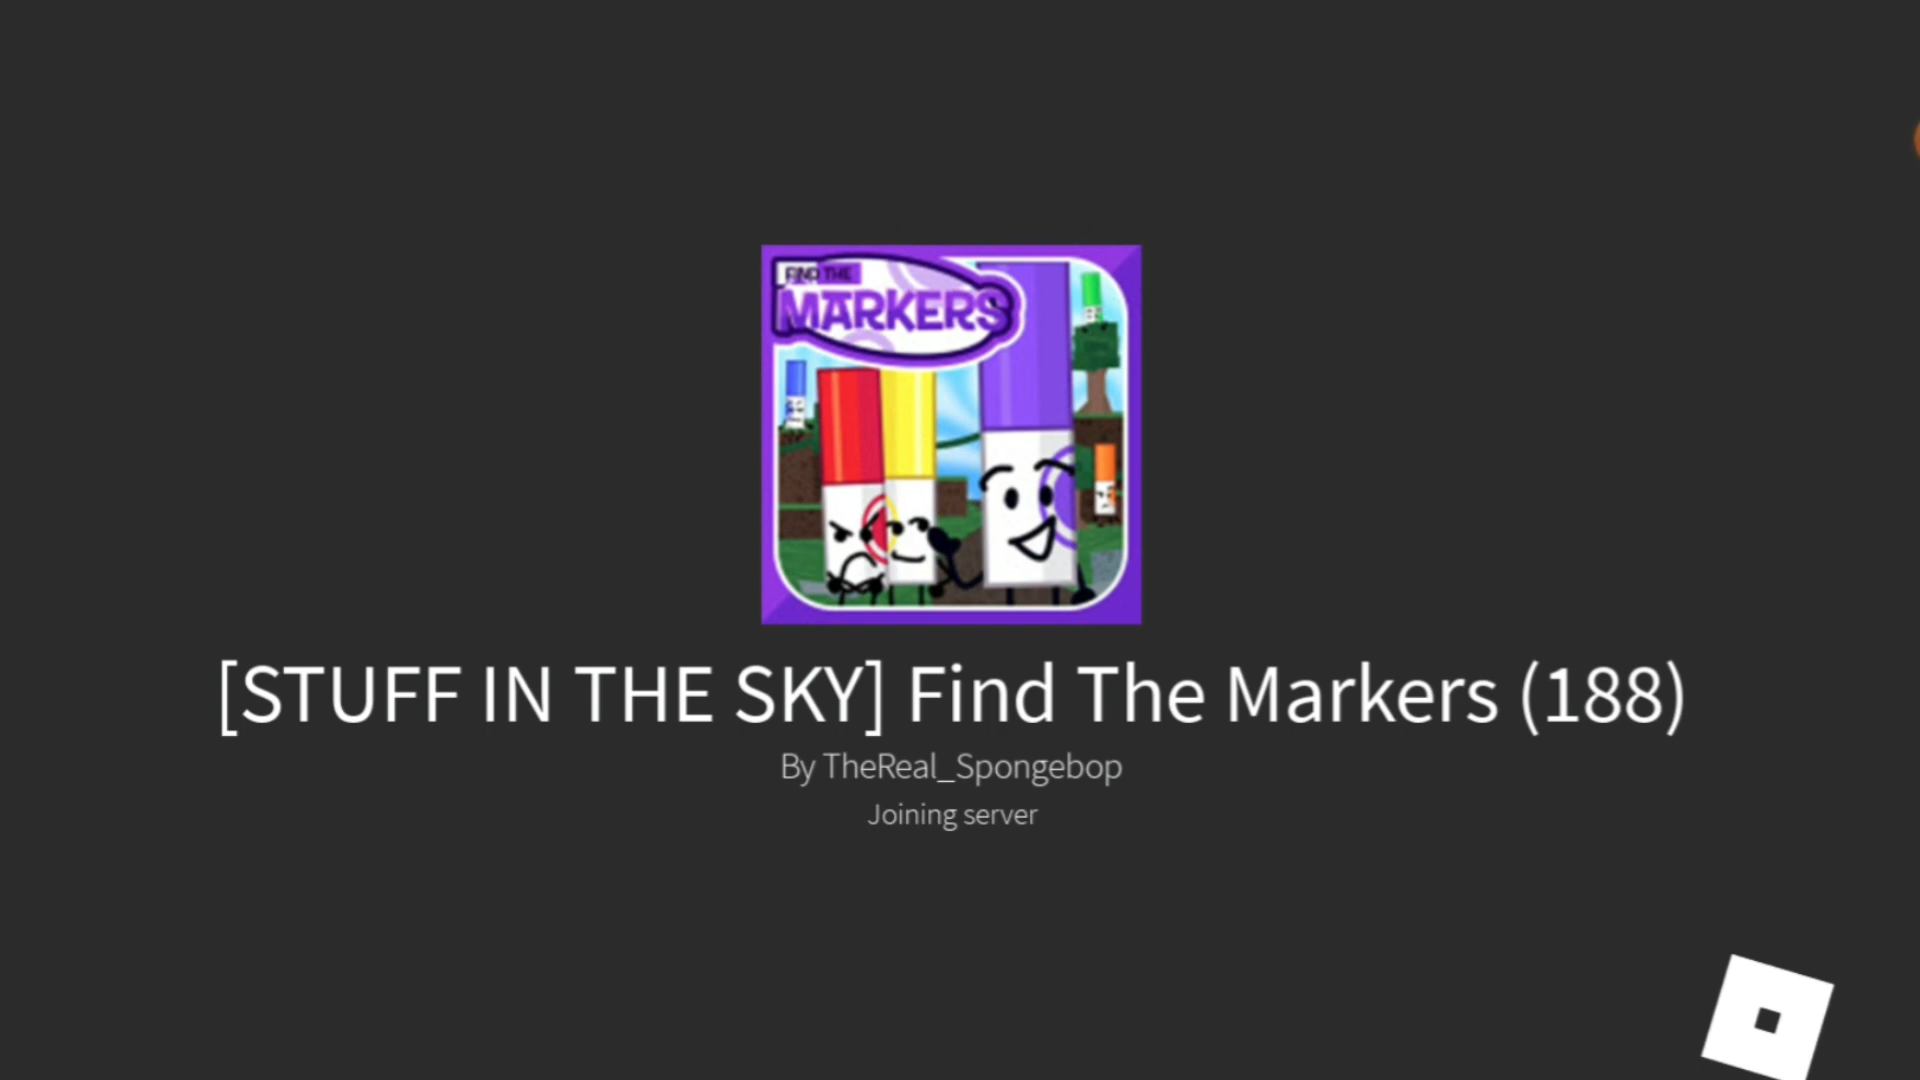 FIND THE
MARKERS
[STUFF IN THE SKY] Find The Markers (188)
By TheReal_Spongebop
Joining server